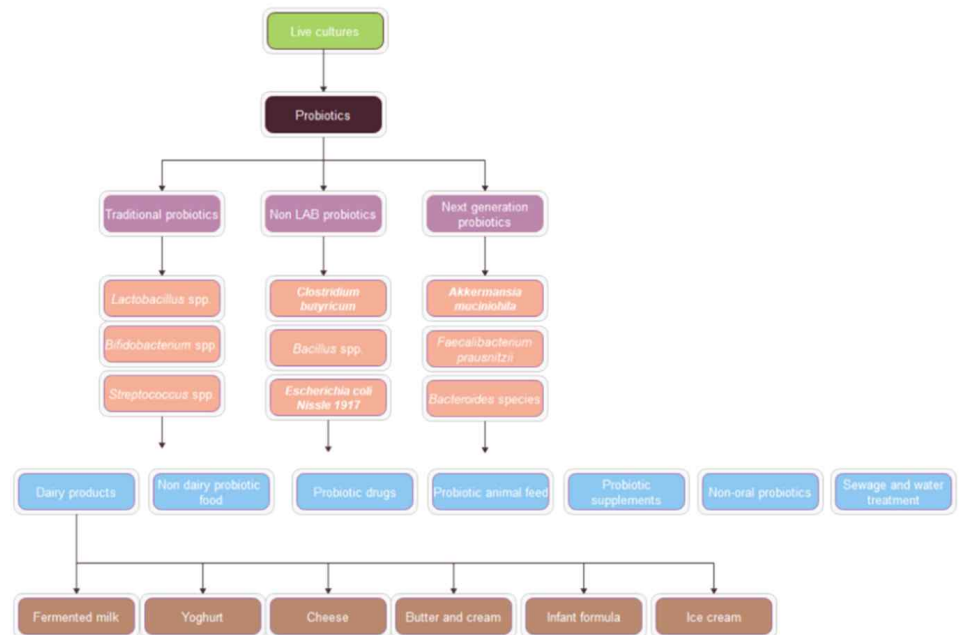 Live cultures
Probiotics
Traditional probiotics
Non LAB probiotics
Next generation
probiotics
Lactobacillus spp.
Clostridium
butyricum
Akkermansia
muciniohila
Bifidobacterium spp
Bacillus spp.
Faecalibacterium
prausnitzii
Streptococcus spp.
Escherichia coli
Nissle 1917
Bacteroides species
Dairy products
Non dairy probiotic
food
Probiotic drugs
Probiotic animal feed
Probiotic
supplements
Non-oral probiotics
Sewage and water
treatment
Fermented milk
Yoghurt
Cheese
Butter and cream
Infant formula
Ice cream